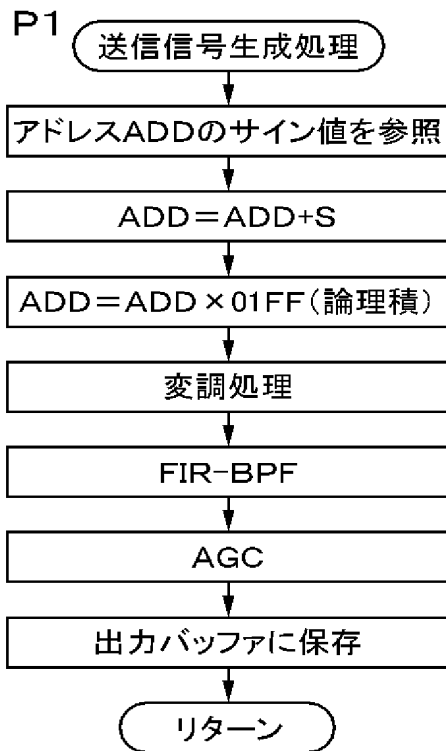 P1
送信信号生成処理
アドレスADDのサイン値を参照
ADD=ADD+S
ADD=ADD×01FF(論理積)
変調処理
FIR-BPF
AGC
出力バッファに保存
リターン